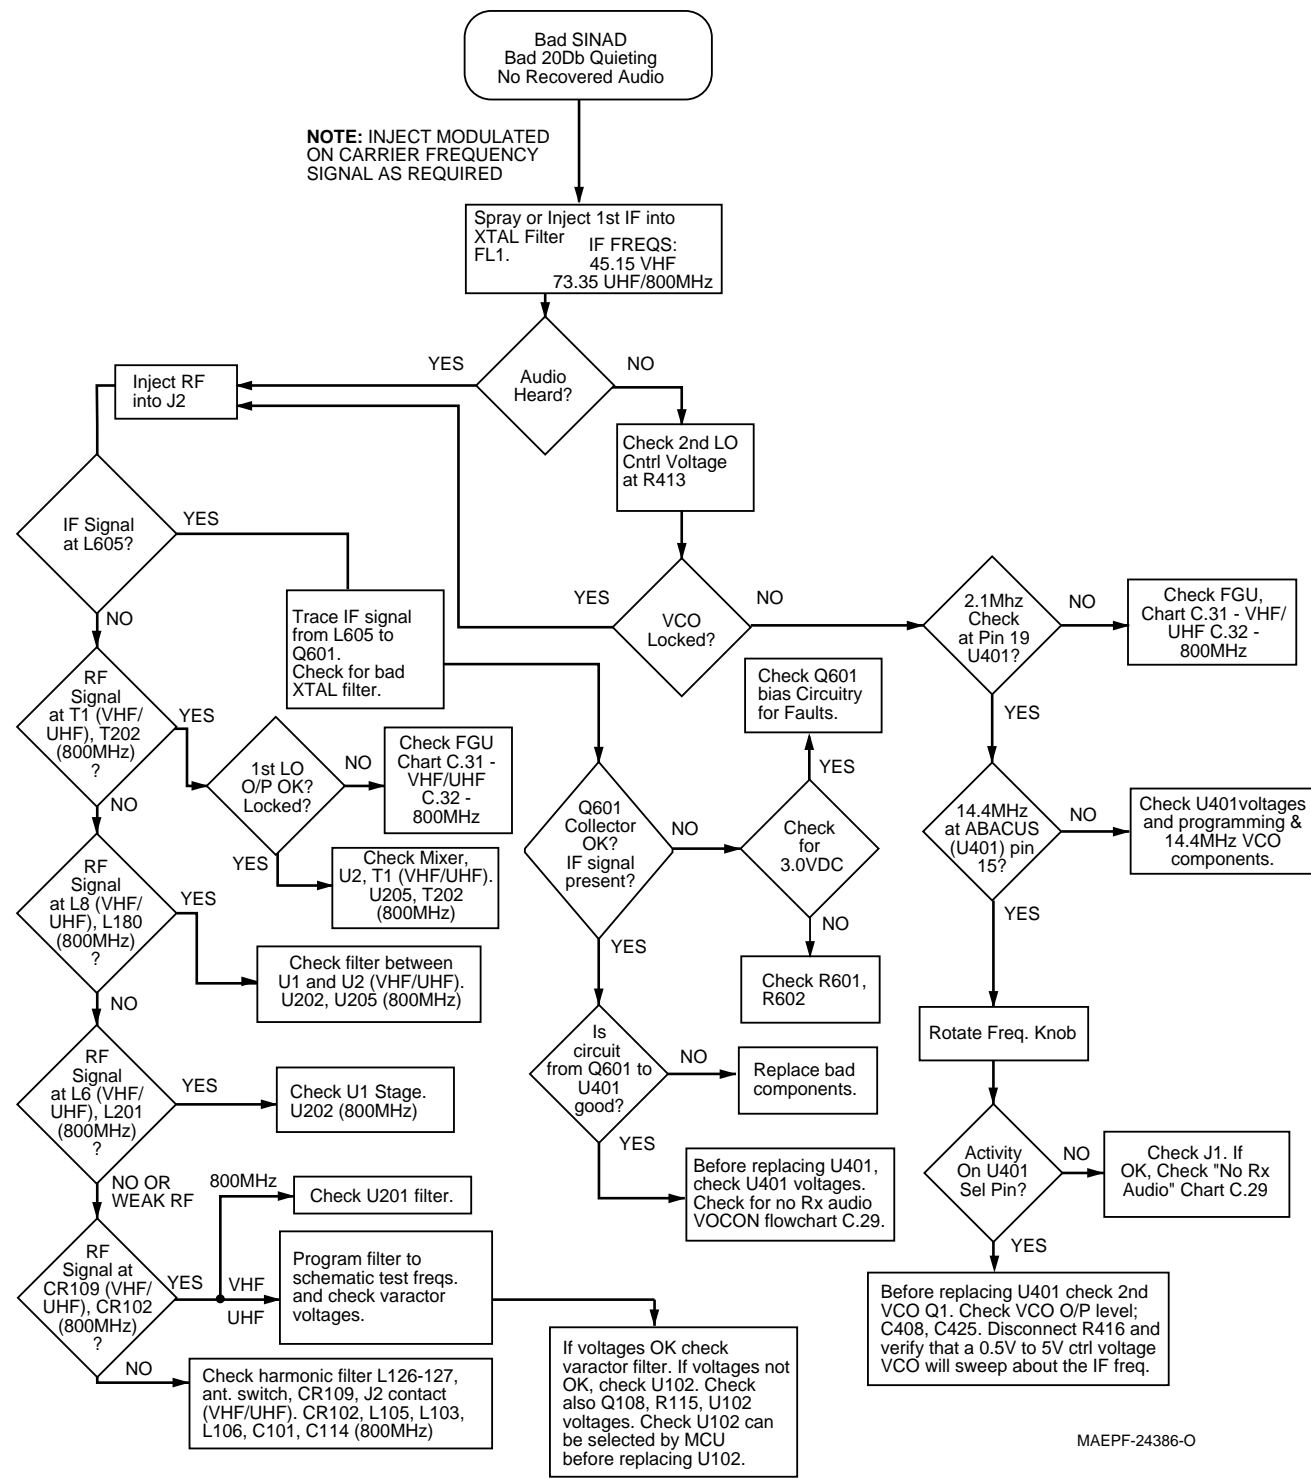 Bad SINAD
Bad 20Db Quieting
No Recovered Audio
NOTE: INJECT MODULATED
ON CARRIER FREQUENCY
SIGNAL AS REQUIRED
Spray or Inject 1st IF into
XTAL Filter
FL1.
IF FREQS:
45.15 VHF
73.35 UHF/800MHz
Audio
Heard?
YES
NO
Inject RF
into J2
Check 2nd LO
Cntrl Voltage
at R413
IF Signal
at L605?
YES
NO
Trace IF signal
from L605 to
Q601.
Check for bad
XTAL filter.
VCO
Locked?
YES
NO
2.1Mhz
Check
at Pin 19
U401?
NO
YES
Check FGU,
Chart C.31 - VHF/
UHF C.32 -
800MHz
RF
Signal
at T1 (VHF/
UHF), T202
(800MHz)
?
YES
NO
1st LO
O/P OK?
Locked?
NO
YES
Check FGU
Chart C.31 -
VHF/UHF
C.32 -
800MHz
Check Mixer,
U2, T1 (VHF/UHF).
U205, T202
(800MHz)
Check Q601
bias Circuitry
for Faults.
YES
Q601
Collector
OK?
IF signal
present?
NO
YES
Check
for
3.0VDC
NO
Check R601,
R602
14.4MHz
at ABACUS
(U401) pin
15?
NO
YES
Check U401voltages
and programming &
14.4MHz VCO
components.
RF
Signal
at L8 (VHF/
UHF), L180
(800MHz)
?
YES
NO
Check filter between
U1 and U2 (VHF/UHF).
U202, U205 (800MHz)
Is
circuit
from Q601 to
U401
good?
NO
YES
Replace bad
components.
Rotate Freq. Knob
RF
Signal
at L6 (VHF/
UHF), L201
(800MHz)
?
YES
NO OR
WEAK RF
Check U1 Stage.
U202 (800MHz)
Before replacing U401,
check U401 voltages.
Check for no Rx audio
VOCON flowchart C.29.
Activity
On U401
Sel Pin?
NO
YES
Check J1. If
OK, Check "No Rx
Audio" Chart C.29
RF
Signal at
CR109 (VHF/
UHF), CR102
(800MHz)
?
YES
NO
800MHz
VHF
UHF
Check U201 filter.
Program filter to
schematic test freqs.
and check varactor
voltages.
Before replacing U401 check 2nd
VCO Q1. Check VCO O/P level;
C408, C425. Disconnect R416 and
verify that a 0.5V to 5V ctrl voltage
VCO will sweep about the IF freq.
If voltages OK check
varactor filter. If voltages not
OK, check U102. Check
also Q108, R115, U102
voltages. Check U102 can
be selected by MCU
before replacing U102.
Check harmonic filter L126-127,
ant. switch, CR109, J2 contact
(VHF/UHF). CR102, L105, L103,
L106, C101, C114 (800MHz)
MAEPF-24386-O